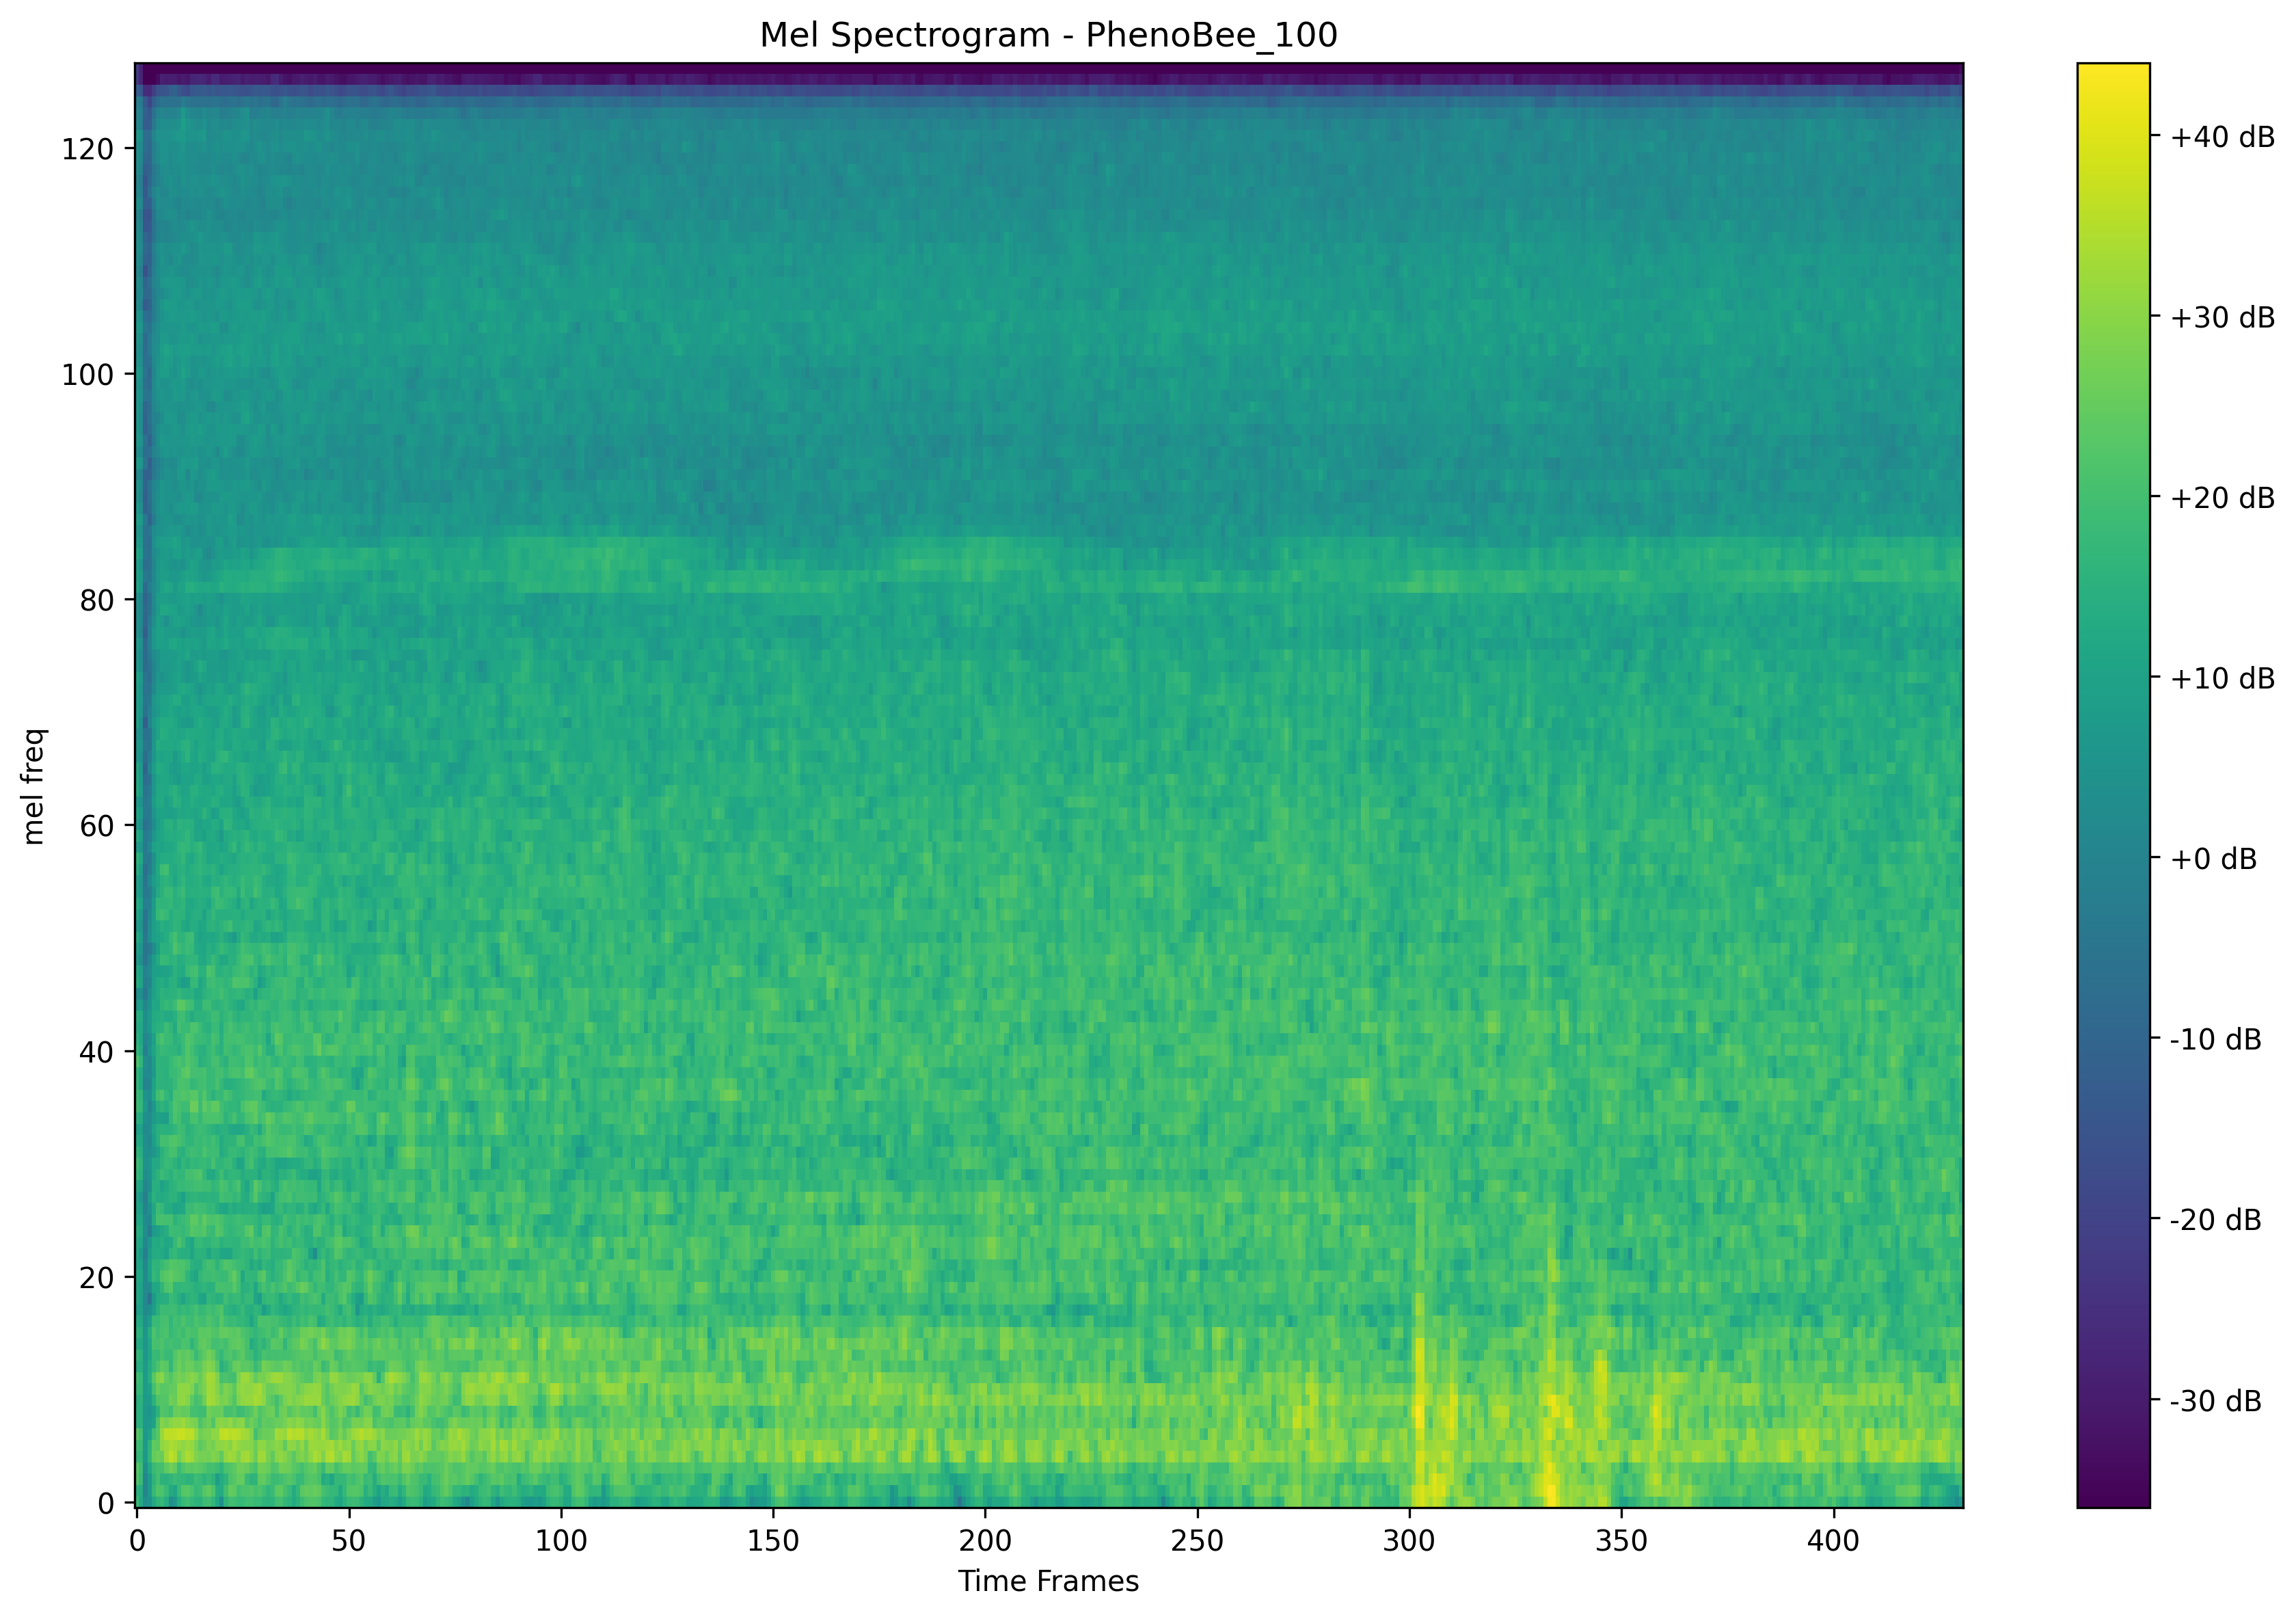 Mel Spectrogram - PhenoBee_100
mel freq
120
100
80
60
40
20
0
0 50 100 150 200 250 300 350 400
Time Frames
+40 dB
+30 dB
+20 dB
+10 dB
+0 dB
-10 dB
-20 dB
-30 dB